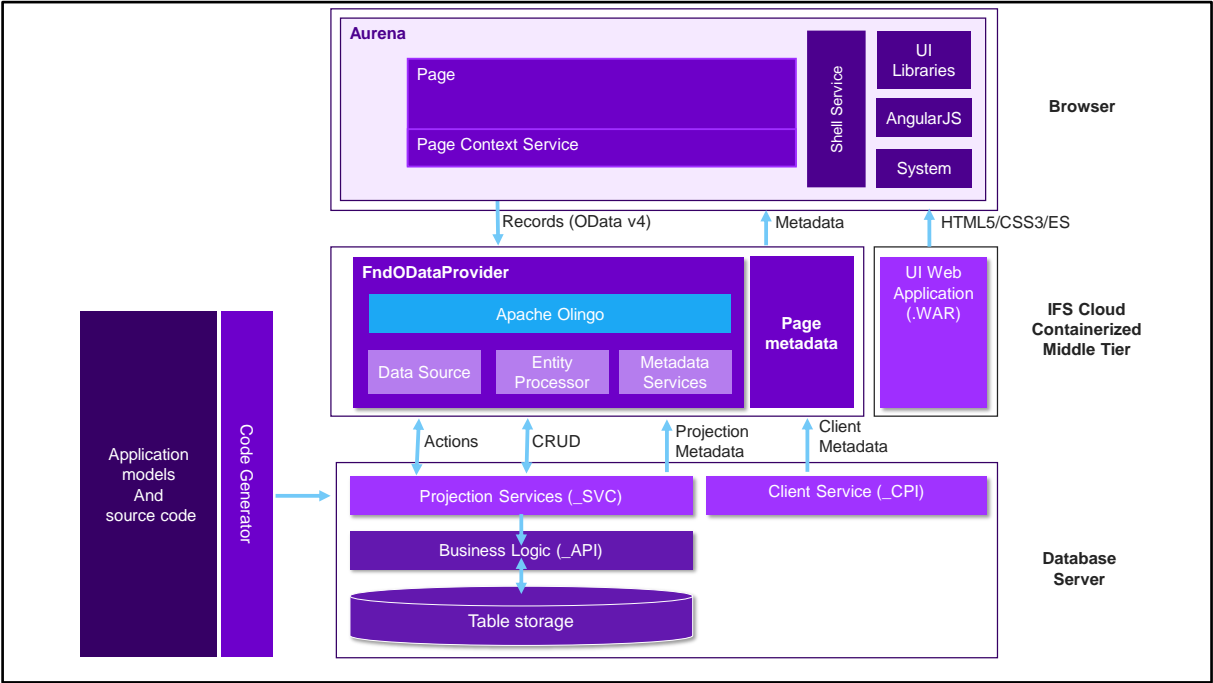 Aurena
Page
Page Context Service
Shell Service
UI
Libraries
AngularJS
System
Browser
Records (OData v4)
Metadata
HTML5/CSS3/ES
FndODataProvider
Apache Olingo
Data Source
Entity
Processor
Metadata
Services
Page
metadata
UI Web
Application
(.WAR)
IFS Cloud
Containerized
Middle Tier
Actions
CRUD
Projection
Metadata
Client
Metadata
Application
models
And
source code
Code Generator
Projection Services (_SVC)
Client Service (_CPI)
Business Logic (_API)
Table storage
Database
Server